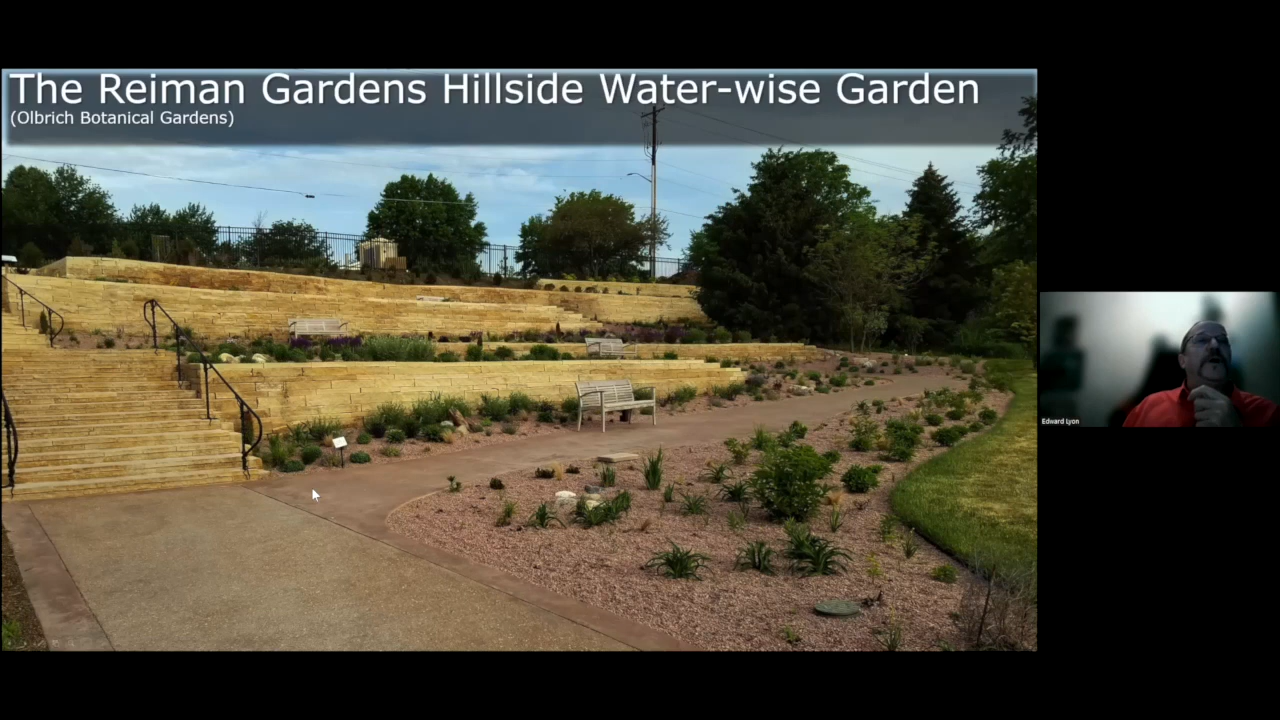 The Reiman Gardens Hillside Water-wise Garden
(Olbrich Botanical Gardens)
Edward Lyon